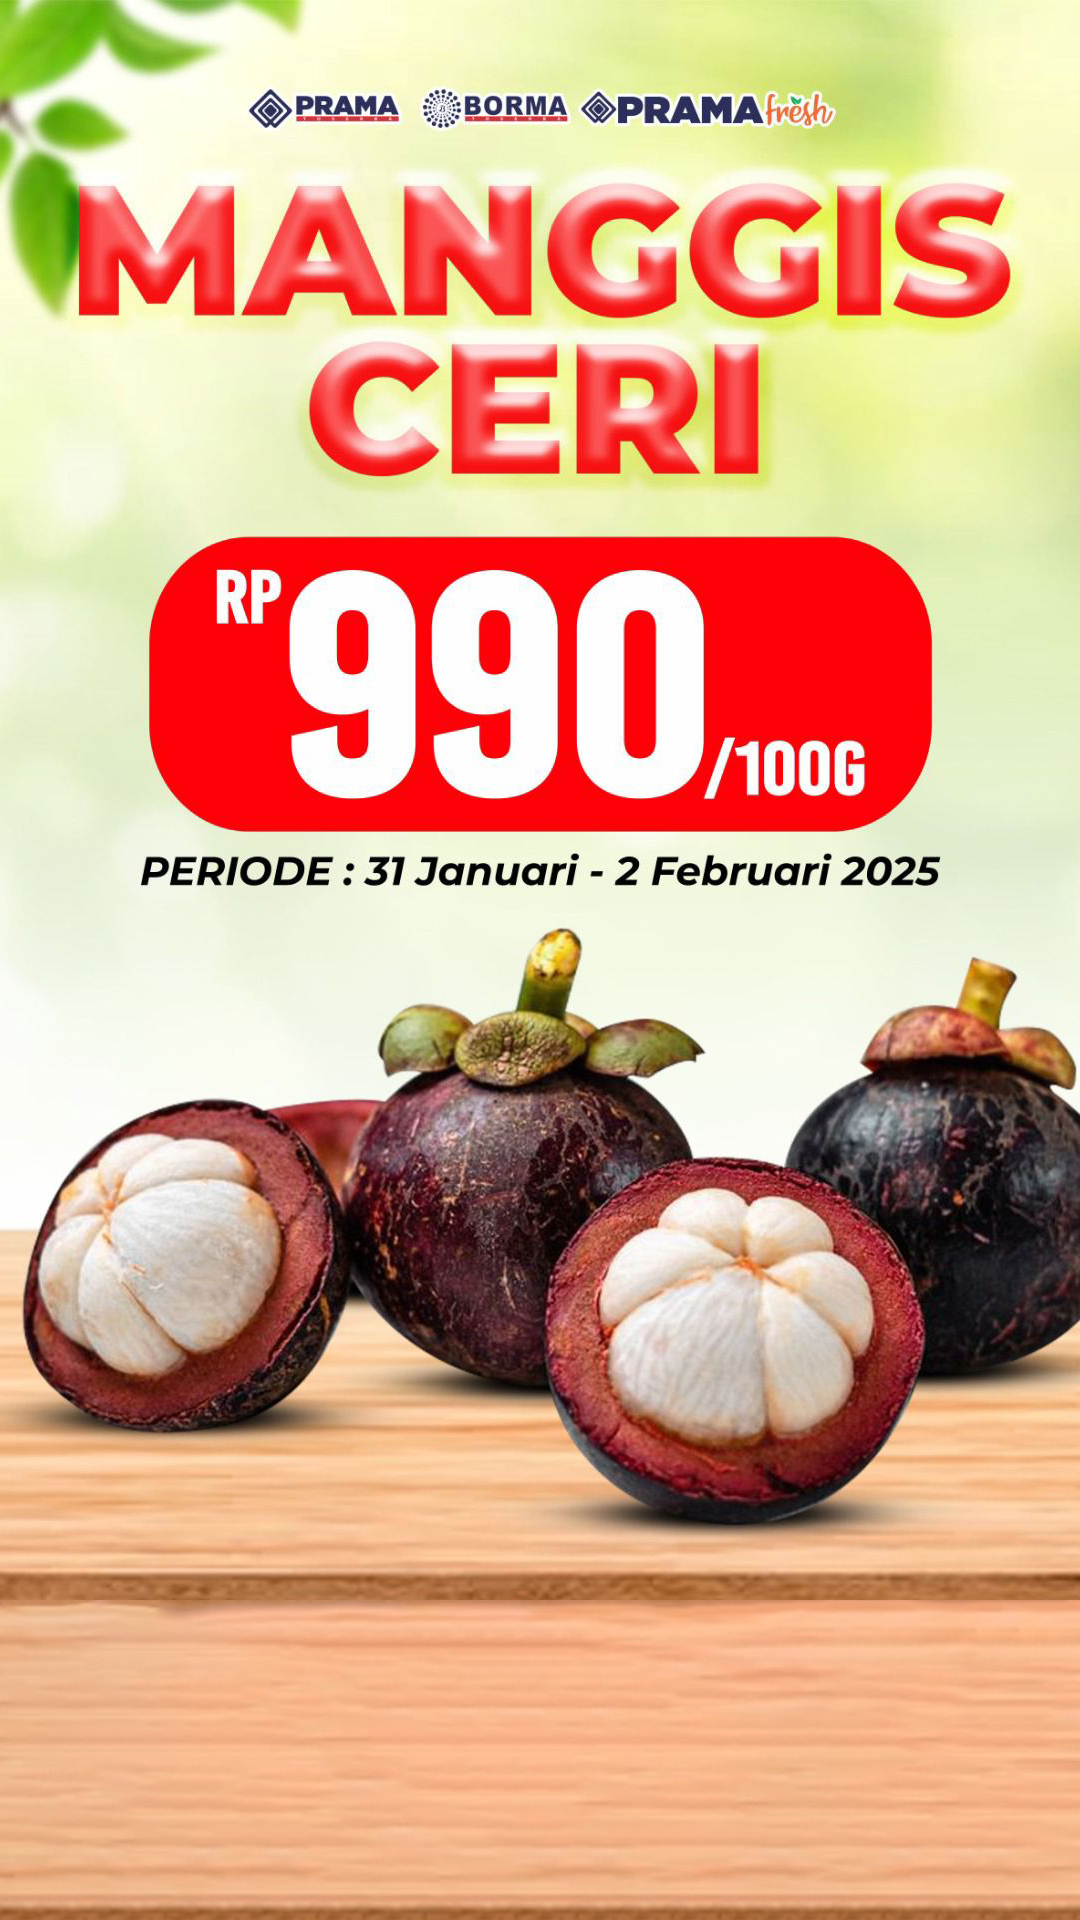 PRAMA BORMA PRAMA fresh
MANGGIS
CERI
RP 990 /100G
PERIODE : 31 Januari - 2 Februari 2025